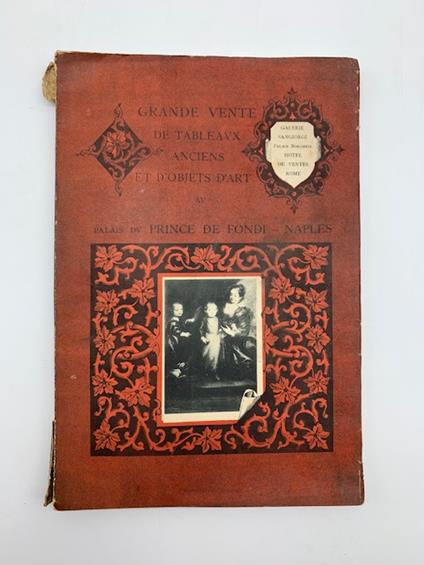 GRANDE VENTE
DE TABLEAVX
ANCIENS
ET D'OBJETS D'ART
AV
PALAIS DV PRINCE DE FONDI - NAPLES
GALERIE
SANGIORGI
PALAIS BORGHESE
HOTEL
DE VENTES
ROME